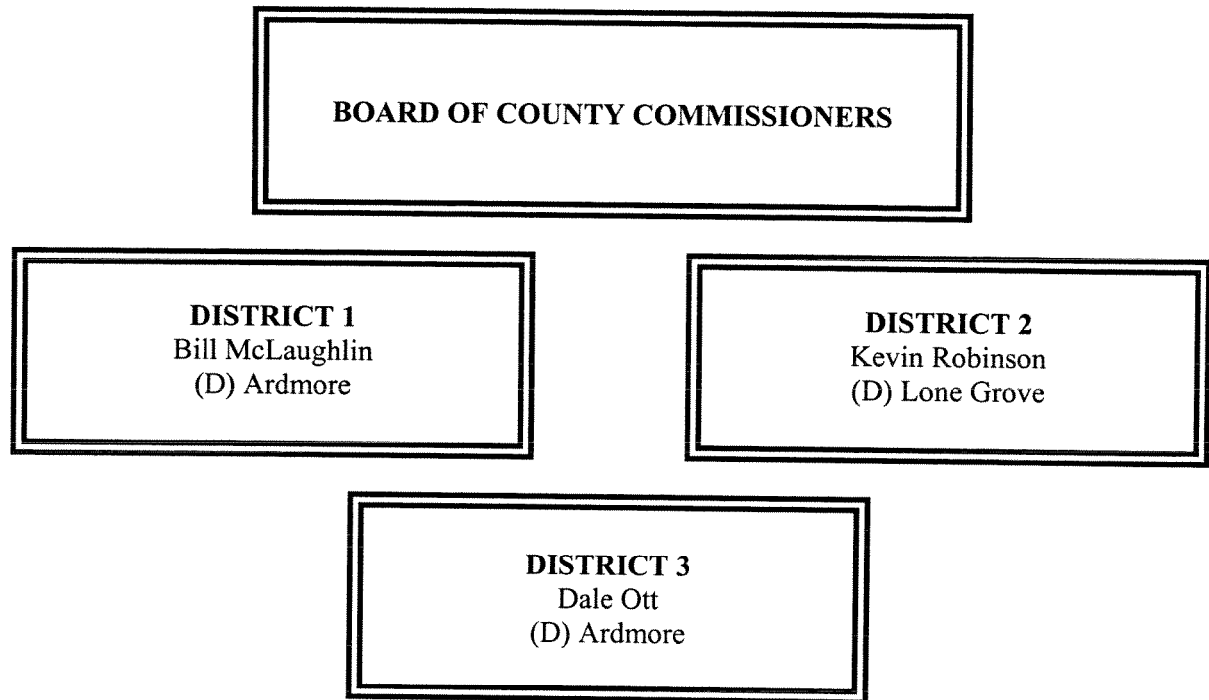 BOARD OF COUNTY COMMISSIONERS
DISTRICT 1
Bill McLaughlin
(D) Ardmore
DISTRICT 2
Kevin Robinson
(D) Lone Grove
DISTRICT 3
Dale Ott
(D) Ardmore